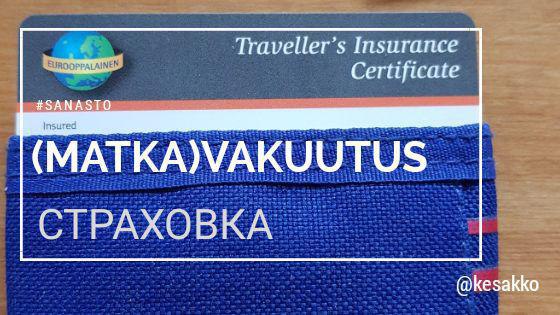 Traveller's Insurance
Certificate
EUROOPPALAINEN
#SANASTO
Insured
(MATKA)VAKUUTUS
СТРАХОВКА
@kesakko